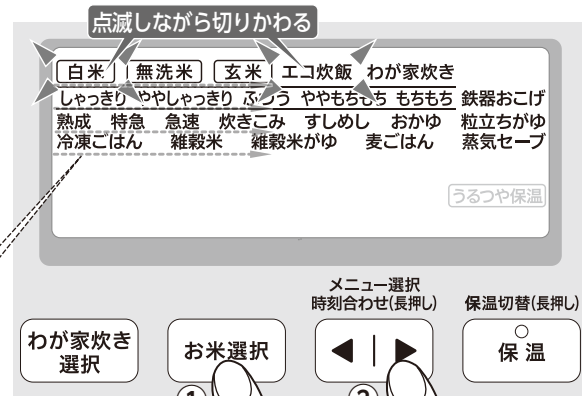 点滅しながら切りかわる
白米 無洗米 玄米 エコ炊飯 わが家炊き
しゃっきり ややしゃっきり ふつう ややもちもち もちもち 鉄器おこげ
熟成 特急 急速 炊きこみ すしめし おかゆ 粒立ちがゆ
冷凍ごはん 雑穀米 雑穀米がゆ 麦ごはん 蒸気セーブ
うるつや保温
メニュー選択
時刻合わせ(長押し) 保温切替(長押し)
わが家炊き
選択
お米選択
保温
① ②